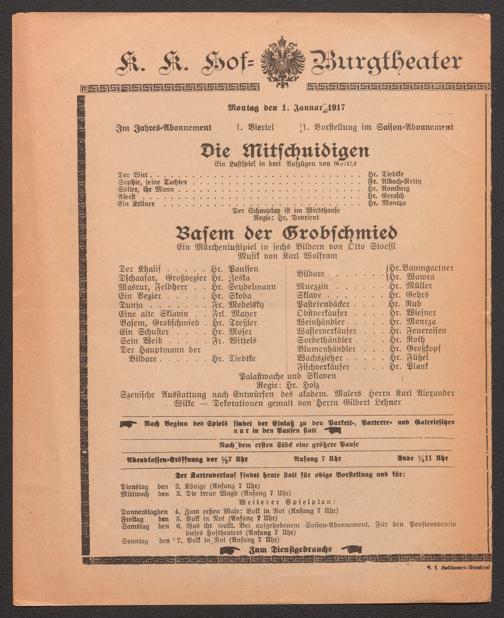 K. K. Hof-Burgtheater
Montag den 1. Januar 1917
Im Jahres-Abonnement 1. Viertel 1. Vorstellung im Saison-Abonnement
Die Mitschuldigen
Ein Lustspiel in drei Aufzügen von Goethe
Der Wirt Hr. Tiedtke
Sophie, seine Tochter Fr. Albach-Retty
Söller, ihr Mann Hr. Romberg
Alcest Hr. Gerasch
Ein Kellner Hr. Moneza
Der Schauplatz ist im Wirtshause
Regie: Hr. Devrient
Basem der Grobschmied
Ein Märchenlustspiel in sechs Bildern von Otto Stoessl
Musik von Karl Wolfram
Der Khalif Hr. Paulsen
Dschaafar, Großvezier Hr. Jeska
Masrur, Feldherr Hr. Seydelmann
Ein Vezier Hr. Skoda
Dunja Fr. Medelsky
Eine alte Sklavin Frl. Mayer
Basem, Grobschmied Hr. Treßler
Ein Schuster Hr. Moser
Sein Weib Fr. Wittels
Der Hauptmann der
Bildare Hr. Tiedtke
Bildare Hr. Baumgartner
Hr. Wawra
Muezzin Hr. Müller
Sklave Hr. Gehrs
Pastetenbäcker Hr. Rub
Obstverkäufer Hr. Wießner
Weinhändler Hr. Moneza
Wasserverkäufer Hr. Feuereisen
Sorbethändler Hr. Roth
Blumenhändler Hr. Großkopf
Wachszieher Hr. Füßel
Fischverkäufer Hr. Plank
Palastwache und Sklaven
Regie: Hr. Holz
Szenische Ausstattung nach Entwürfen des akadem. Malers Herrn Karl Alexander
Wilke — Dekorationen gemalt von Herrn Gilbert Lehner
Nach Beginn des Spiels findet der Einlaß zu den Parkett-, Parterre- und Galeriesitzen
nur in den Pausen statt
Nach dem ersten Stück eine größere Pause
Abendkassen-Eröffnung vor ½7 Uhr Anfang 7 Uhr Ende ½11 Uhr
Der Kartenverkauf findet heute statt für obige Vorstellung und für:
Dienstag den 2. Könige (Anfang 7 Uhr)
Mittwoch den 3. Die treue Magd (Anfang 7 Uhr)
Weiterer Spielplan:
Donnerstag den 4. Zum ersten Male: Volk in Not (Anfang 7 Uhr)
Freitag den 5. Volk in Not (Anfang 7 Uhr)
Samstag den 6. Was ihr wollt. Bei aufgehobenem Saison-Abonnement. Für den Pensionsverein
dieses Hoftheaters (Anfang 7 Uhr)
Sonntag den 7. Volk in Not (Anfang 7 Uhr)
Zum Dienstgebrauche
K. k. Hoftheater-Druckerei